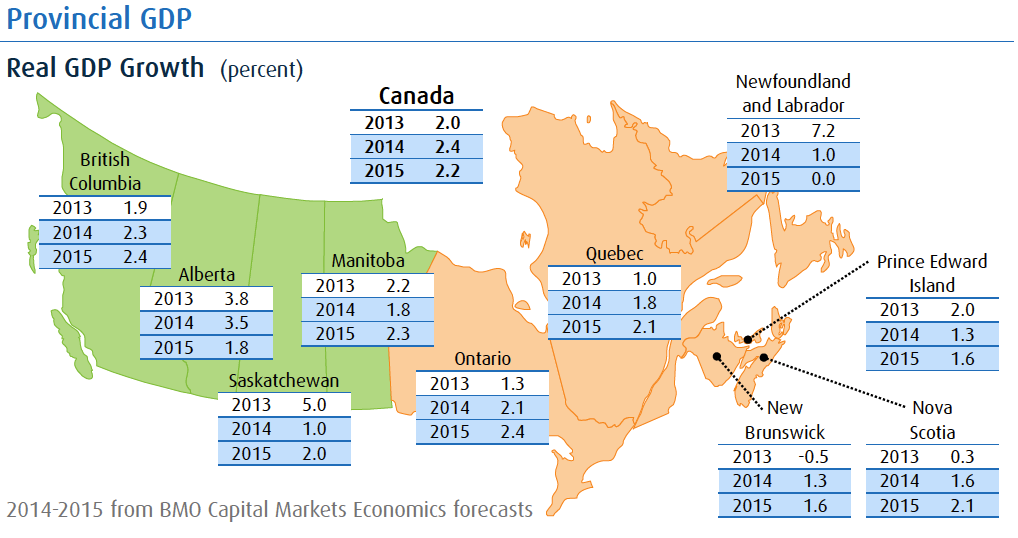 Provincial GDP
Real GDP Growth (percent)
Canada
2013 2.0
2014 2.4
2015 2.2
Newfoundland
and Labrador
2013 7.2
2014 1.0
2015 0.0
British
Columbia
2013 1.9
2014 2.3
2015 2.4
Alberta
2013 3.8
2014 3.5
2015 1.8
Manitoba
2013 2.2
2014 1.8
2015 2.3
Quebec
2013 1.0
2014 1.8
2015 2.1
Prince Edward
Island
2013 2.0
2014 1.3
2015 1.6
Saskatchewan
2013 5.0
2014 1.0
2015 2.0
Ontario
2013 1.3
2014 2.1
2015 2.4
New
Brunswick
2013 -0.5
2014 1.3
2015 1.6
Nova
Scotia
2013 0.3
2014 1.6
2015 2.1
2014-2015 from BMO Capital Markets Economics forecasts